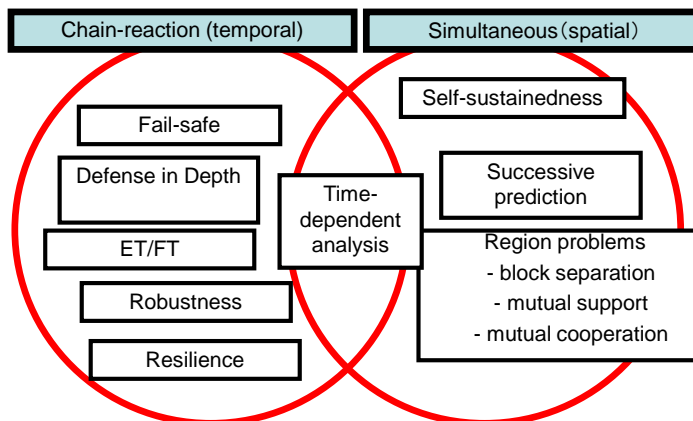 Chain-reaction (temporal)
Simultaneous（spatial）
Fail-safe
Defense in Depth
ET/FT
Robustness
Resilience
Time-
dependent
analysis
Self-sustainedness
Successive
prediction
Region problems
- block separation
- mutual support
- mutual cooperation